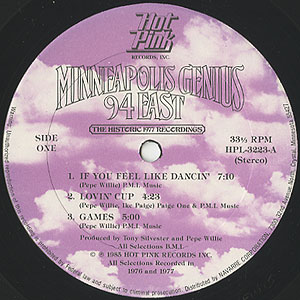 Hot
Pink
RECORDS, INC.
MINNEAPOLIS GENIUS
94 EAST
THE HISTORIC 1977 RECORDINGS
SIDE
ONE
33⅓ RPM
HPL-3223-A
(Stereo)
1. IF YOU FEEL LIKE DANCIN' 7:10
(Pepe Willie) P.M.I. Music
2. LOVIN' CUP 4:23
(Pepe Willie, Ike Paige) Paige One & P.M.I. Music
3. GAMES 5:00
(Pepe Willie) P.M.I. Music
Produced by Tony Silvester and Pepe Willie
All Selections B.M.I.
© 1985 HOT PINK RECORDS INC
All Selections Recorded in
1976 and 1977